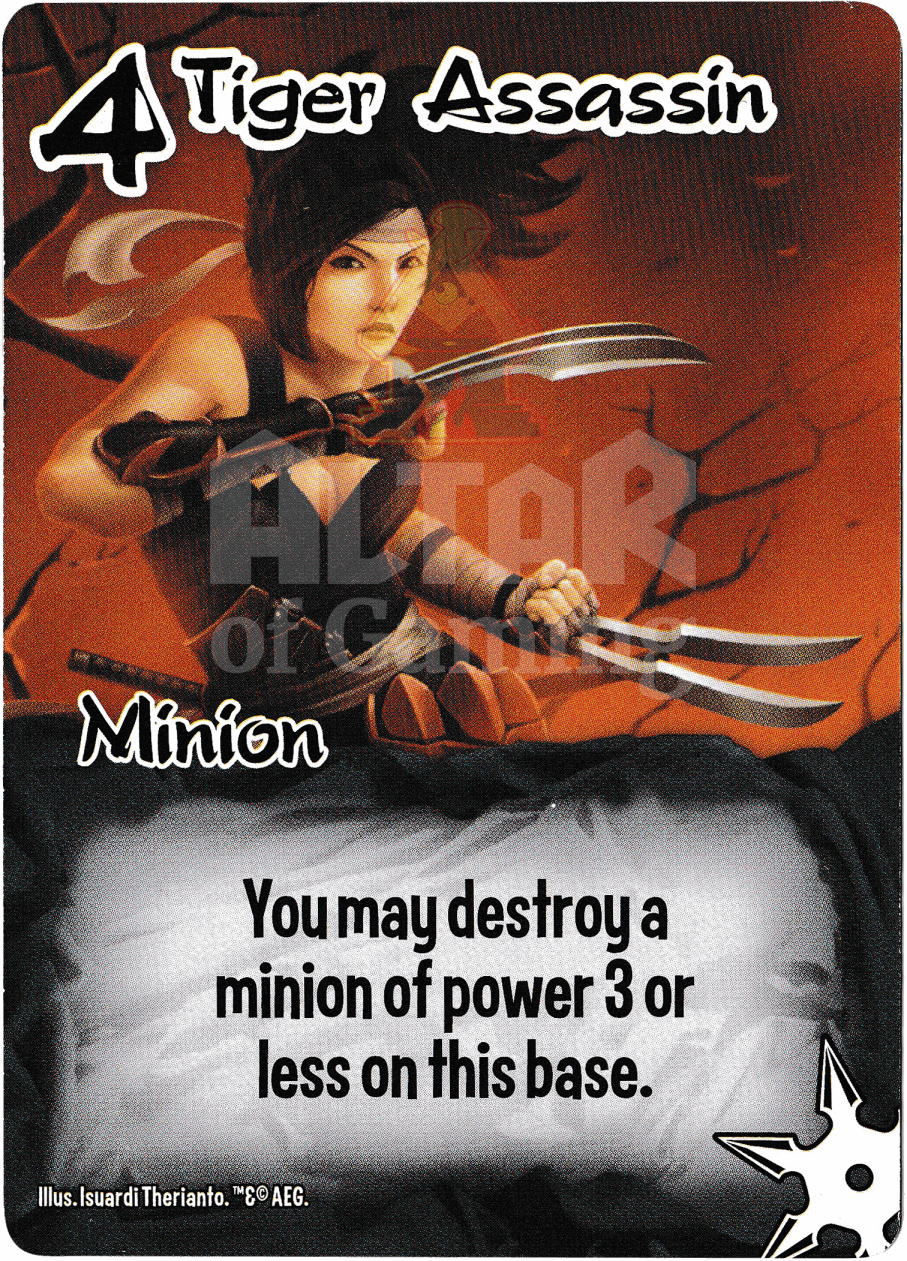 4 Tiger Assassin
ALTAR
of Gaming
Minion
You may destroy a
minion of power 3 or
less on this base.
Illus. Isuardi Therianto. ™&© AEG.